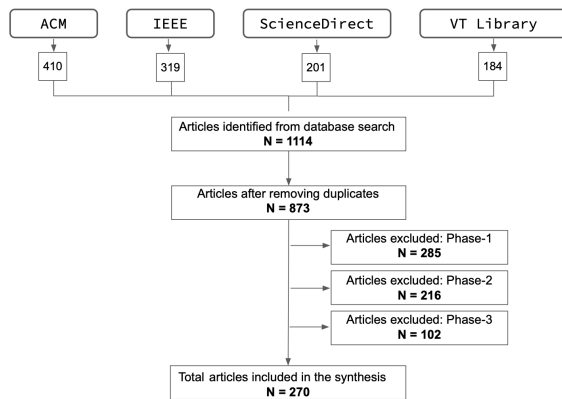 ACM
IEEE
ScienceDirect
VT Library
410
319
201
184
Articles identified from database search
N = 1114
Articles after removing duplicates
N = 873
Articles excluded: Phase-1
N = 285
Articles excluded: Phase-2
N = 216
Articles excluded: Phase-3
N = 102
Total articles included in the synthesis
N = 270